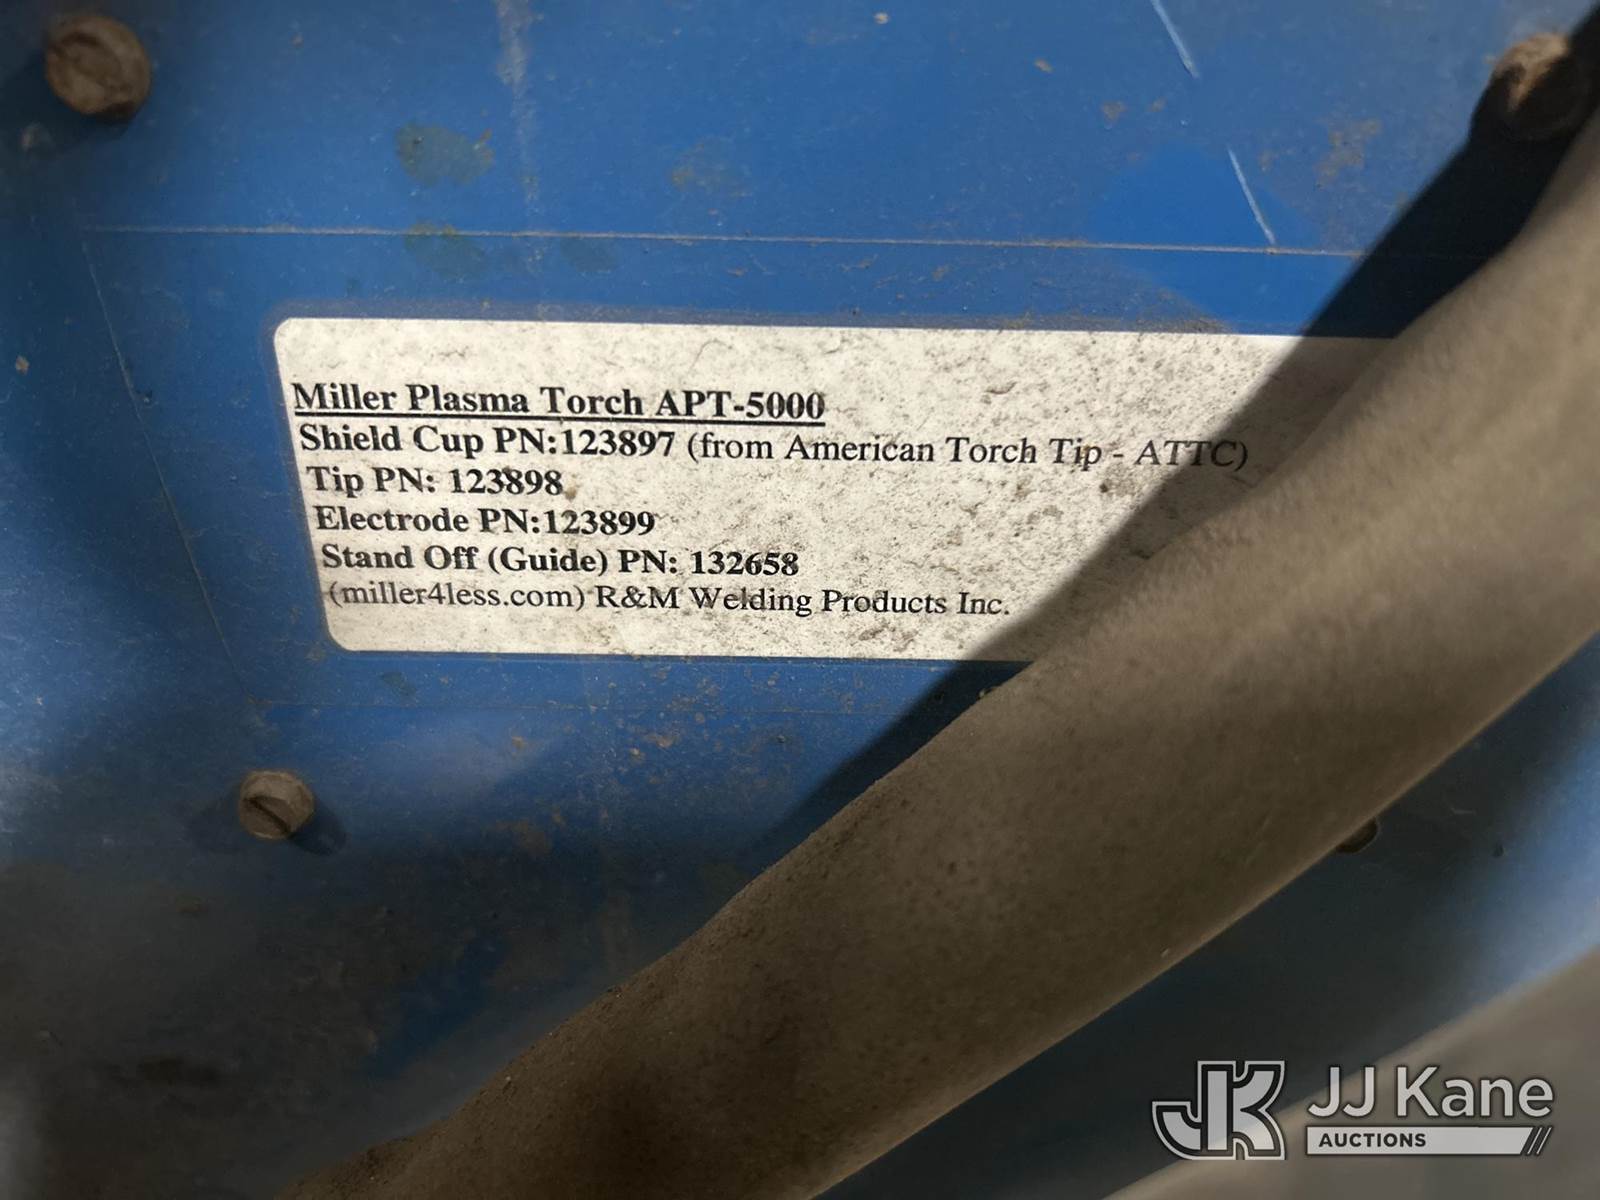 Miller Plasma Torch APT-5000
Shield Cup PN:123897 (from American Torch Tip - ATTC)
Tip PN: 123898
Electrode PN:123899
Stand Off (Guide) PN: 132658
(miller4less.com) R&M Welding Products Inc.
JK JJ Kane
AUCTIONS